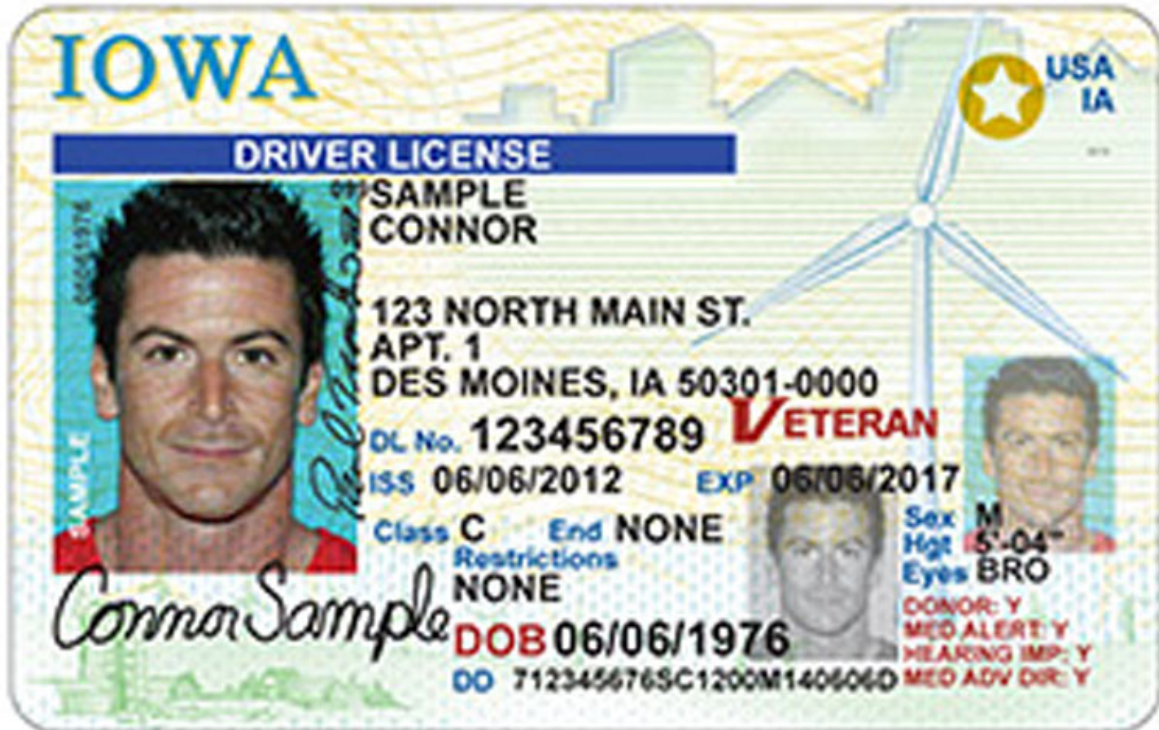 IOWA
USA
IA
DRIVER LICENSE
SAMPLE
CONNOR
123 NORTH MAIN ST.
APT. 1
DES MOINES, IA 50301-0000
DL No. 123456789 VETERAN
ISS 06/06/2012 EXP 06/06/2017
Class C End NONE
Restrictions
NONE
Sex M
Hgt 5'-04"
Eyes BRO
DONOR: Y
MED ALERT: Y
HEARING IMP: Y
MED ADV DIR: Y
DOB 06/06/1976
DD 712345676SC1200M140606D
06061976
SAMPLE
Connor Sample